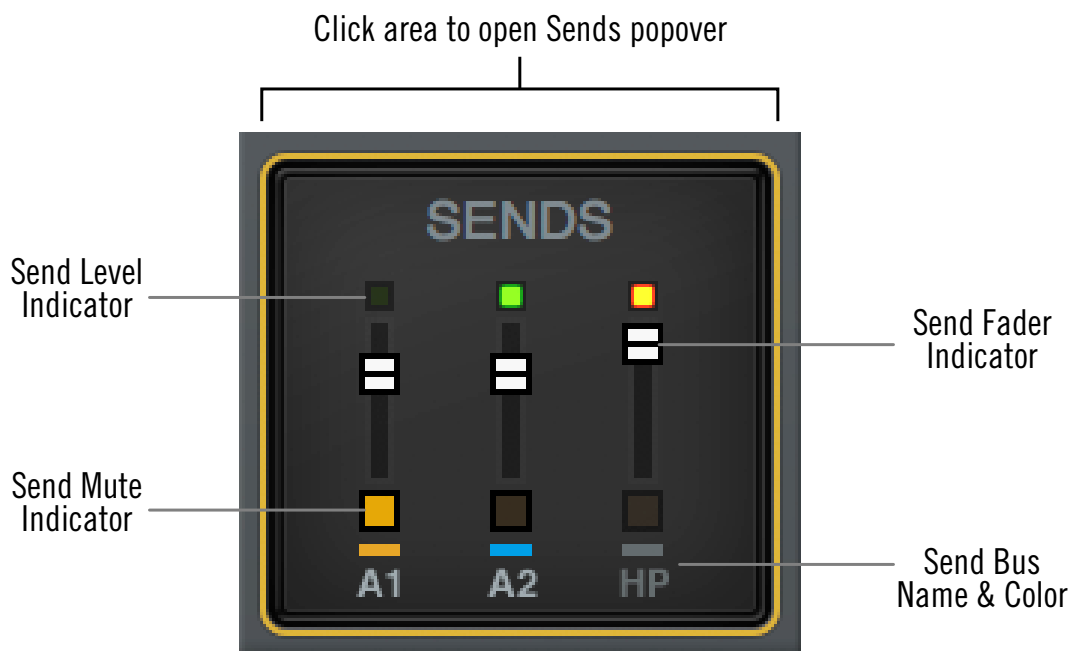 Click area to open Sends popover
SENDS
Send Level
Indicator
Send Fader
Indicator
Send Mute
Indicator
A1 A2 HP
Send Bus
Name & Color